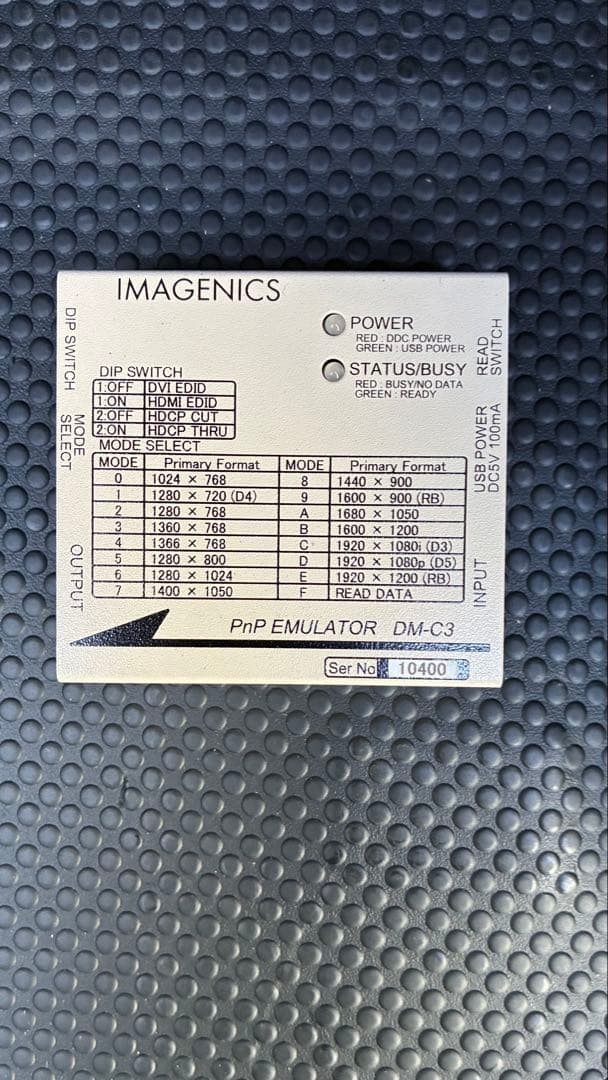 IMAGENICS
POWER
RED : DDC POWER
GREEN : USB POWER
STATUS/BUSY
RED : BUSY/NO DATA
GREEN : READY
READ SWITCH
USB POWER
DC5V 100mA
INPUT
DIP SWITCH
MODE SELECT
OUTPUT
DIP SWITCH
1:OFF DVI EDID
1:ON HDMI EDID
2:OFF HDCP CUT
2:ON HDCP THRU
MODE SELECT
MODE Primary Format MODE Primary Format
0 1024 × 768 8 1440 × 900
1 1280 × 720 (D4) 9 1600 × 900 (RB)
2 1280 × 768 A 1680 × 1050
3 1360 × 768 B 1600 × 1200
4 1366 × 768 C 1920 × 1080i (D3)
5 1280 × 800 D 1920 × 1080p (D5)
6 1280 × 1024 E 1920 × 1200 (RB)
7 1400 × 1050 F READ DATA
PnP EMULATOR DM-C3
Ser No 10400